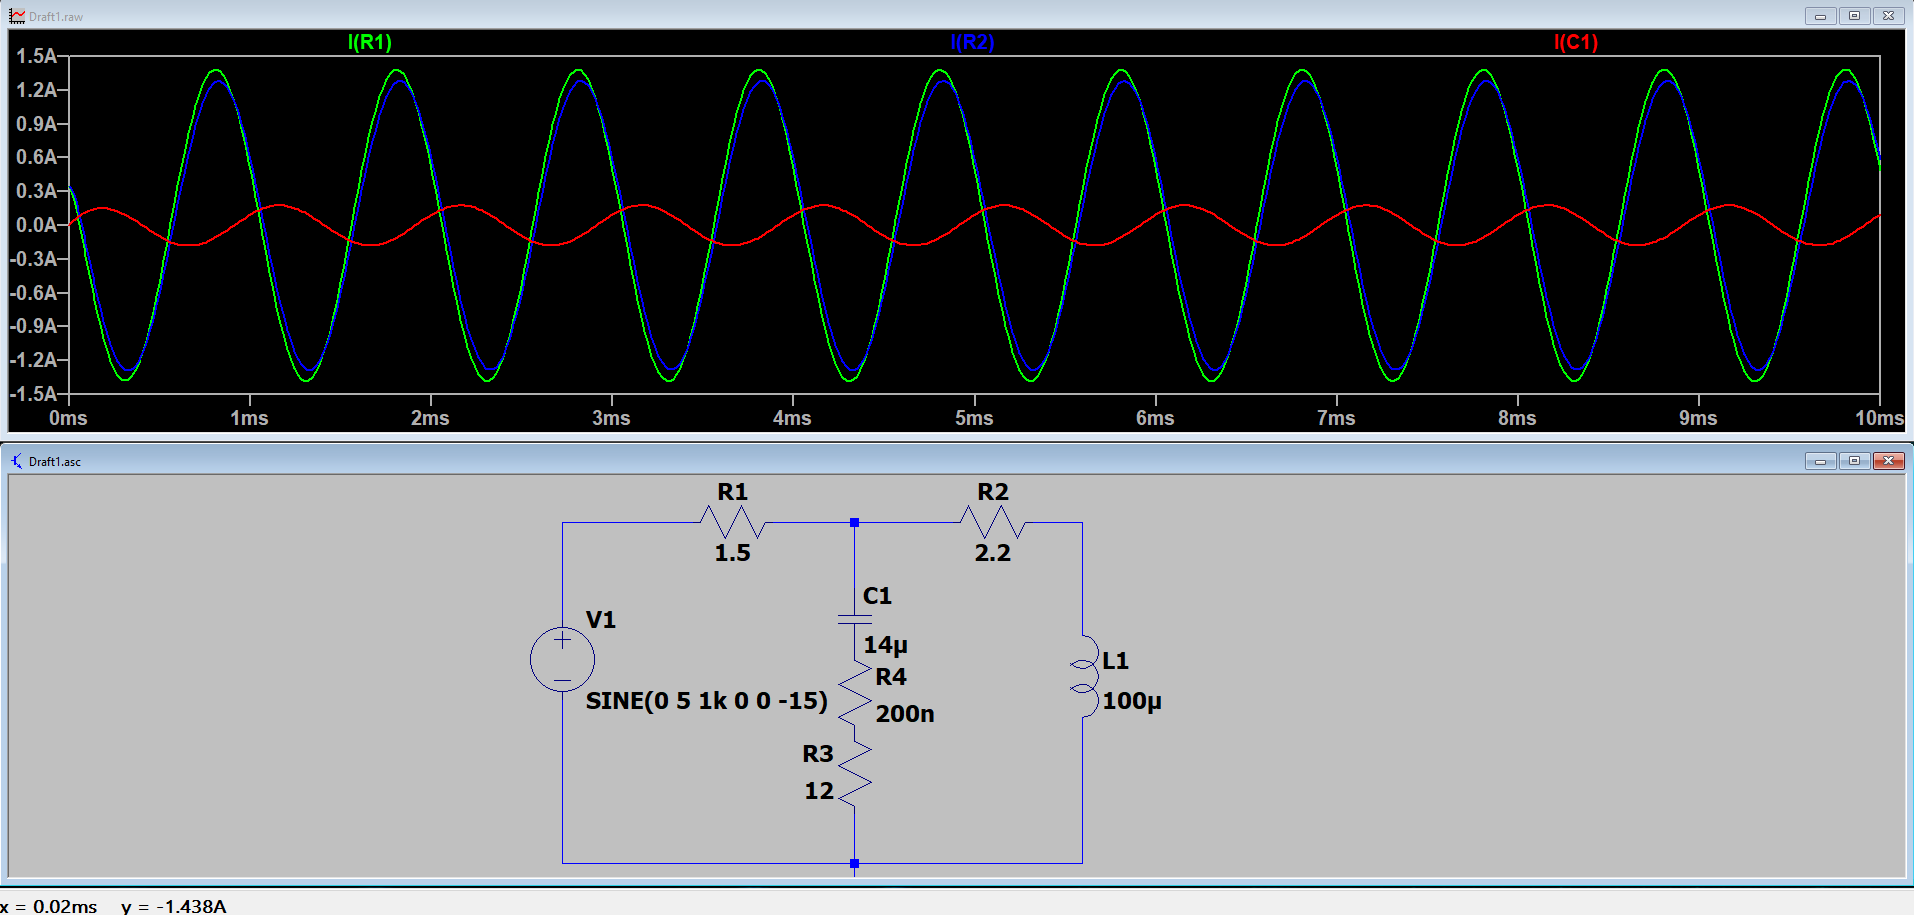 Draft1.raw
I(R1) I(R2) I(C1)
1.5A
1.2A
0.9A
0.6A
0.3A
0.0A
-0.3A
-0.6A
-0.9A
-1.2A
-1.5A
0ms 1ms 2ms 3ms 4ms 5ms 6ms 7ms 8ms 9ms 10ms
Draft1.asc
R1 R2
1.5 2.2
C1
V1
14µ
L1
R4
SINE(0 5 1k 0 0 -15)
100µ
200n
R3
12
x = 0.02ms y = -1.438A